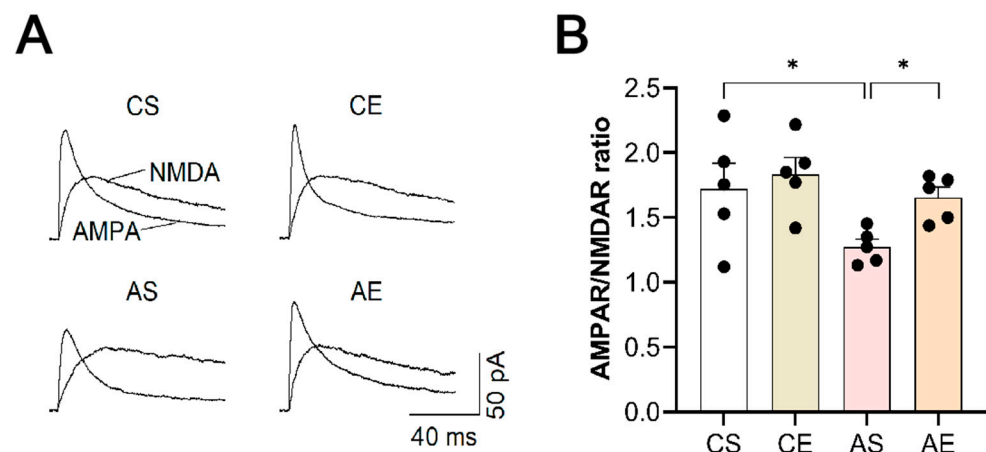 A
CS
CE
NMDA
AMPA
AS
AE
50 pA
40 ms
B
* *
AMPAR/NMDAR ratio
2.5
2.0
1.5
1.0
0.5
0.0
CS CE AS AE